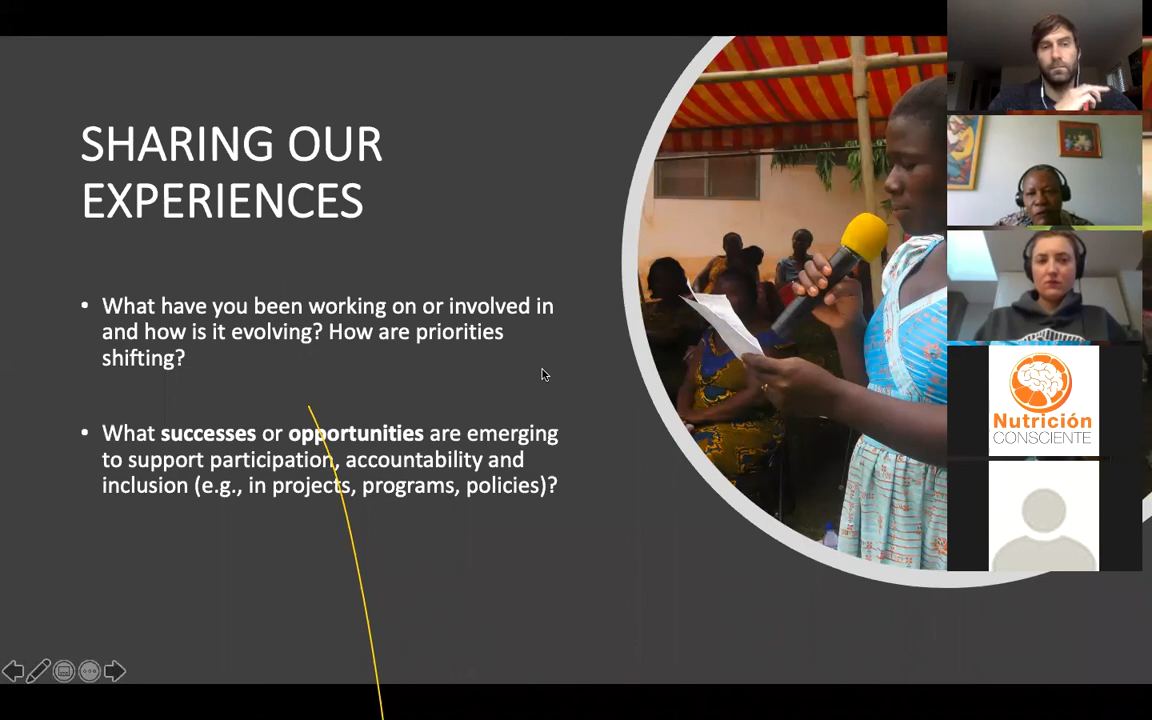 SHARING OUR
EXPERIENCES
• What have you been working on or involved in
and how is it evolving? How are priorities
shifting?
• What successes or opportunities are emerging
to support participation, accountability and
inclusion (e.g., in projects, programs, policies)?
Nutrición
CONSCIENTE